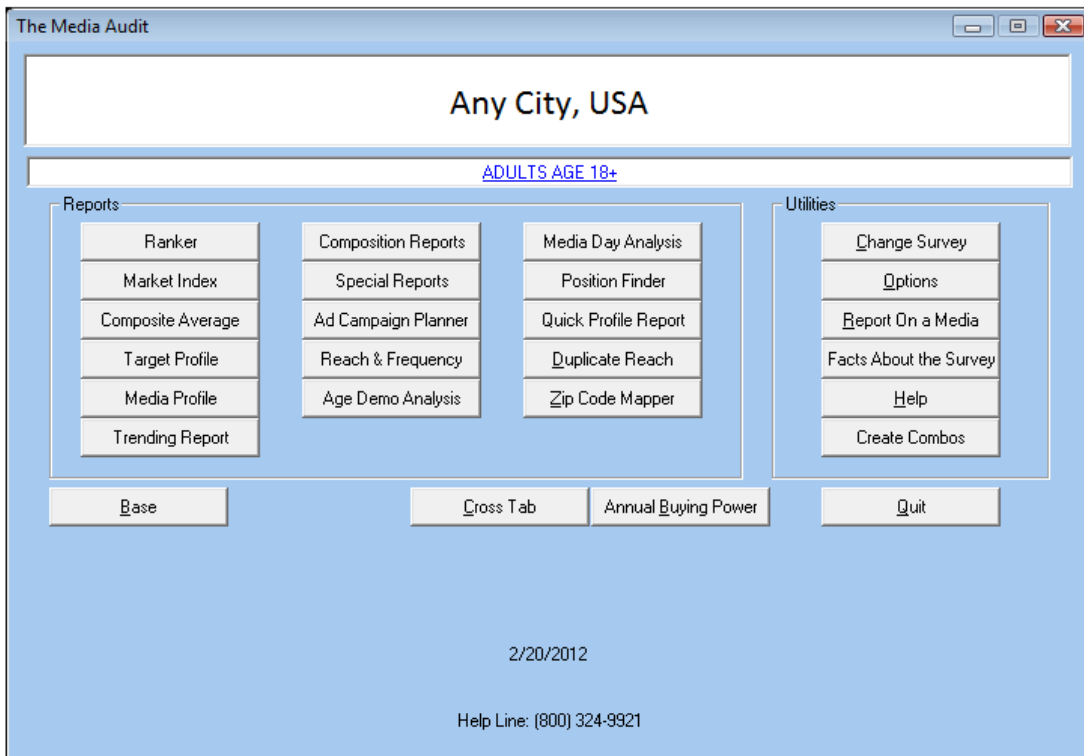 The Media Audit
Any City, USA
ADULTS AGE 18+
Reports
Utilities
Ranker
Composition Reports
Media Day Analysis
Change Survey
Market Index
Special Reports
Position Finder
Options
Composite Average
Ad Campaign Planner
Quick Profile Report
Report On a Media
Target Profile
Reach & Frequency
Duplicate Reach
Facts About the Survey
Media Profile
Age Demo Analysis
Zip Code Mapper
Help
Trending Report
Create Combos
Base
Cross Tab
Annual Buying Power
Quit
2/20/2012
Help Line: (800) 324-9921